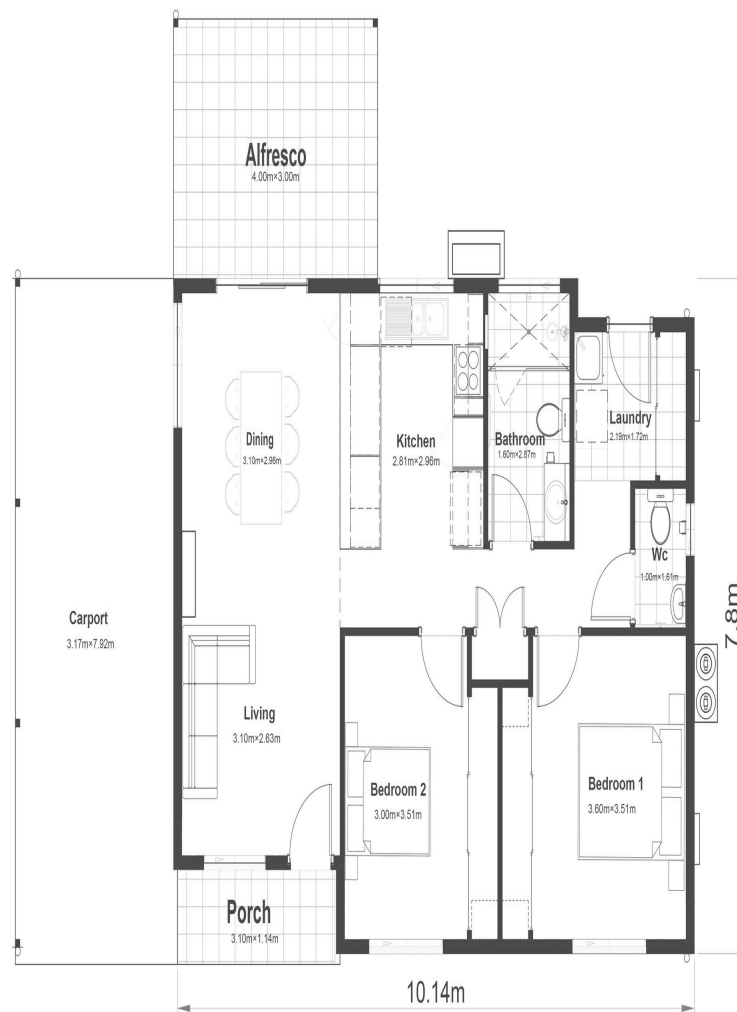 Alfresco
4.00m×3.00m
Dining
3.10m×2.96m
Kitchen
2.81m×2.96m
Bathroom
1.60m×2.87m
Laundry
2.19m×1.72m
Wc
1.00m×1.61m
Carport
3.17m×7.92m
7.8m
Living
3.10m×2.63m
Bedroom 2
3.00m×3.51m
Bedroom 1
3.60m×3.51m
Porch
3.10m×1.14m
10.14m